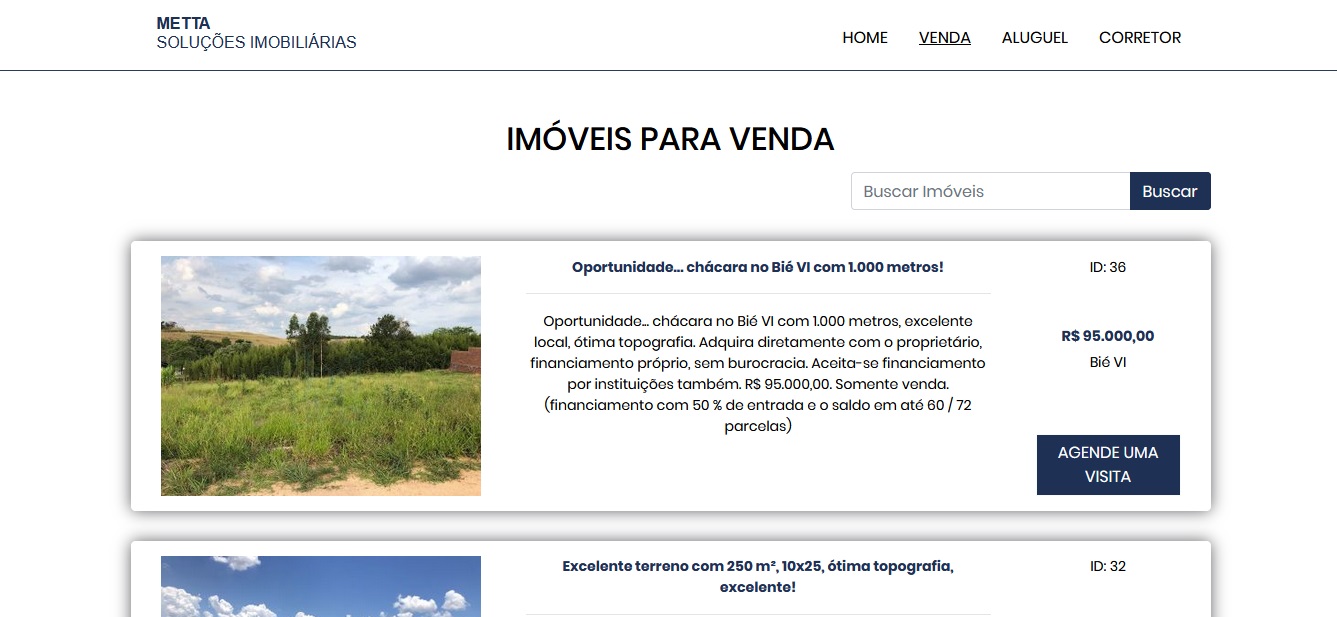 METTA
SOLUÇÕES IMOBILIÁRIAS
HOME VENDA ALUGUEL CORRETOR
IMÓVEIS PARA VENDA
Buscar Imóveis Buscar
Oportunidade... chácara no Bié VI com 1.000 metros!
ID: 36
Oportunidade... chácara no Bié VI com 1.000 metros, excelente
local, ótima topografia. Adquira diretamente com o proprietário,
financiamento próprio, sem burocracia. Aceita-se financiamento
por instituições também. R$ 95.000,00. Somente venda.
(financiamento com 50 % de entrada e o saldo em até 60 / 72
parcelas)
R$ 95.000,00
Bié VI
AGENDE UMA
VISITA
Excelente terreno com 250 m², 10x25, ótima topografia,
excelente!
ID: 32